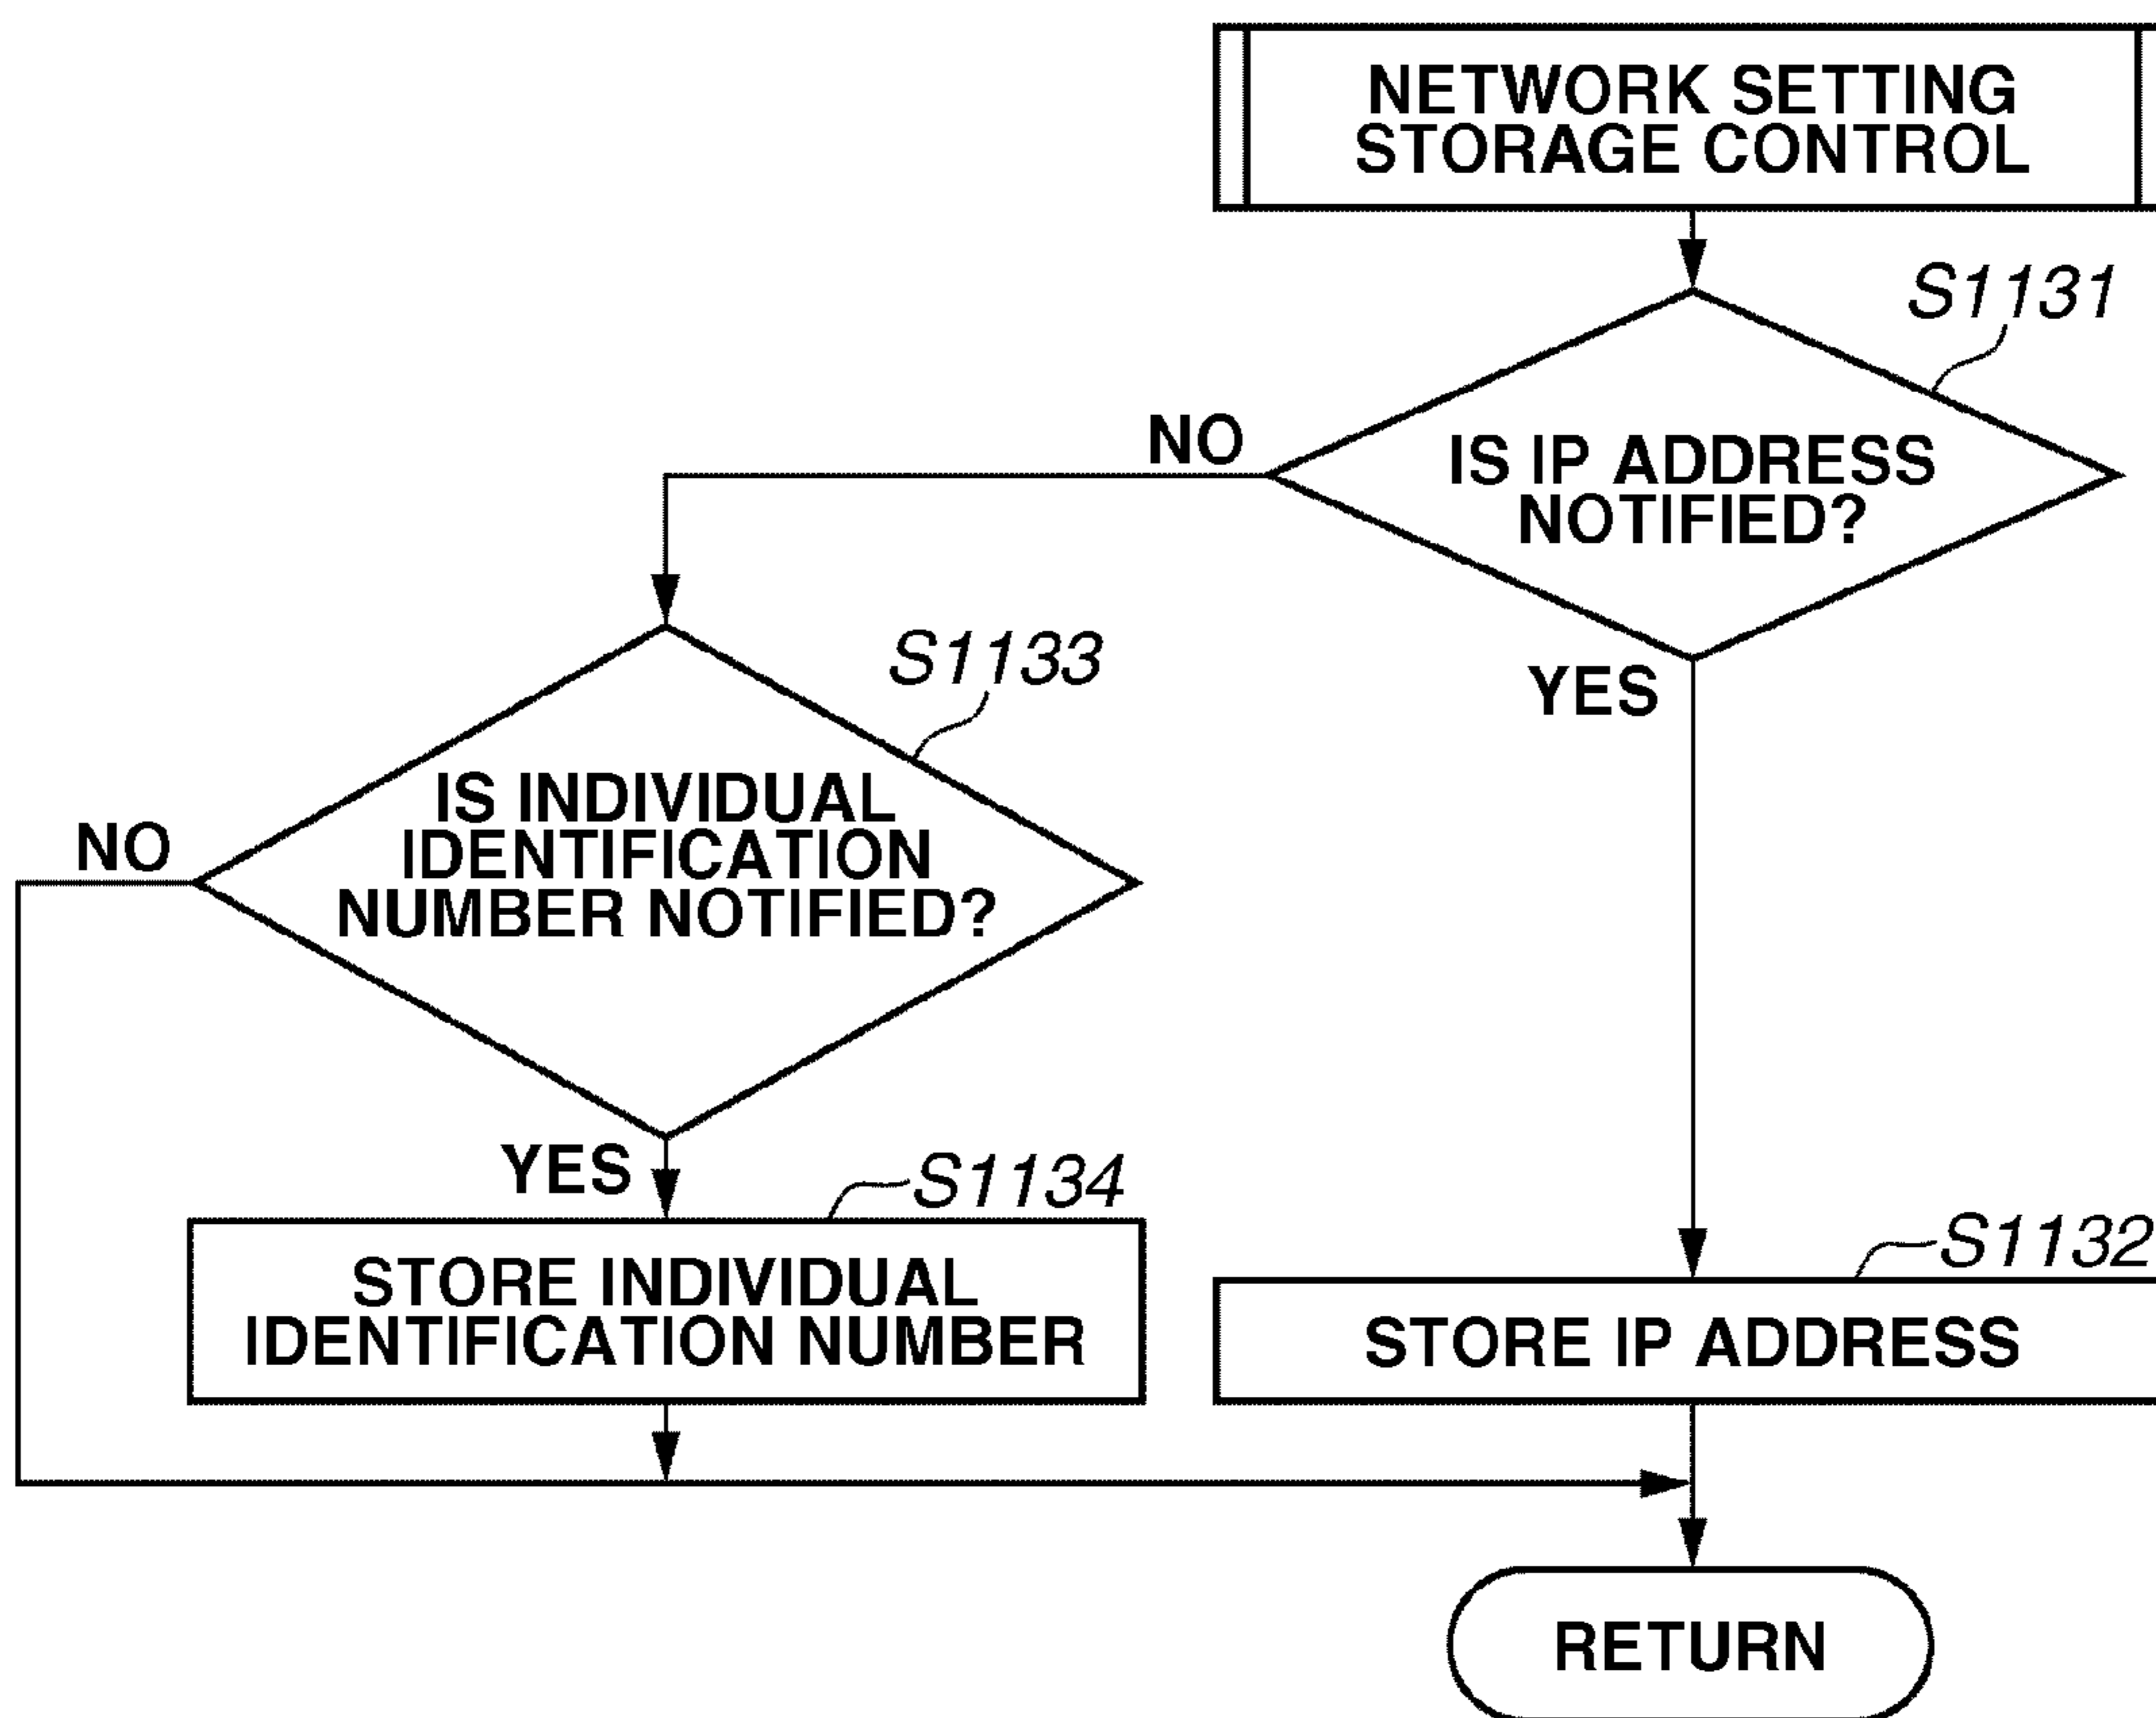 NETWORK SETTING
STORAGE CONTROL
S1131
IS IP ADDRESS
NOTIFIED?
NO
YES
S1133
IS INDIVIDUAL
IDENTIFICATION
NUMBER NOTIFIED?
NO
YES
S1134
STORE INDIVIDUAL
IDENTIFICATION NUMBER
S1132
STORE IP ADDRESS
RETURN